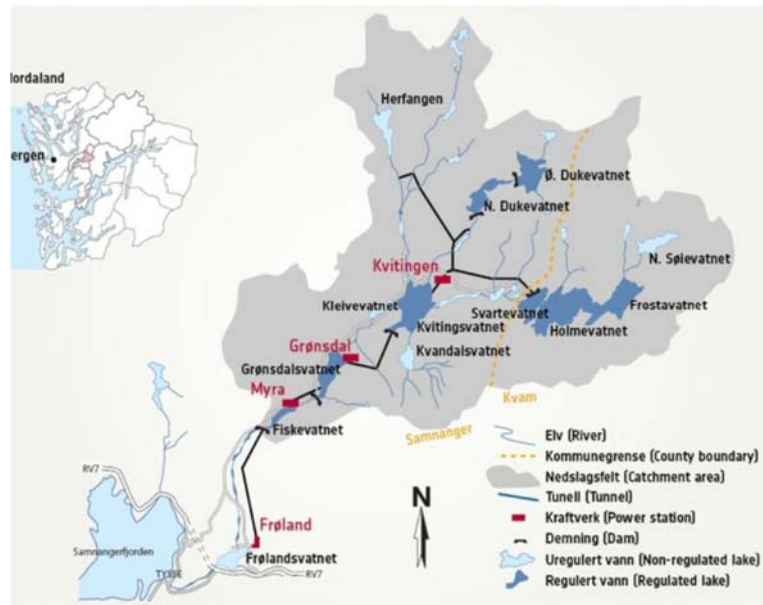 lordaland
ergen
Herfangen
Ø. Dukevatnet
N. Dukevatnet
Kvitingen
N. Sølevatnet
Kleivevatnet
Svartevatnet
Frostavatnet
Kvitingsvatnet
Holmevatnet
Grønsdal
Kvandalsvatnet
Grønsdalsvatnet
Myra
Kvam
Fiskevatnet
Samnanger
Elv (River)
Kommunegrense (County boundary)
Nedslagsfelt (Catchment area)
Tunell (Tunnel)
Kraftverk (Power station)
Demning (Dam)
Uregulert vann (Non-regulated lake)
Regulert vann (Regulated lake)
RV7
N
Frøland
Samnangerfjorden
Frølandsvatnet
TYSSE
RV7